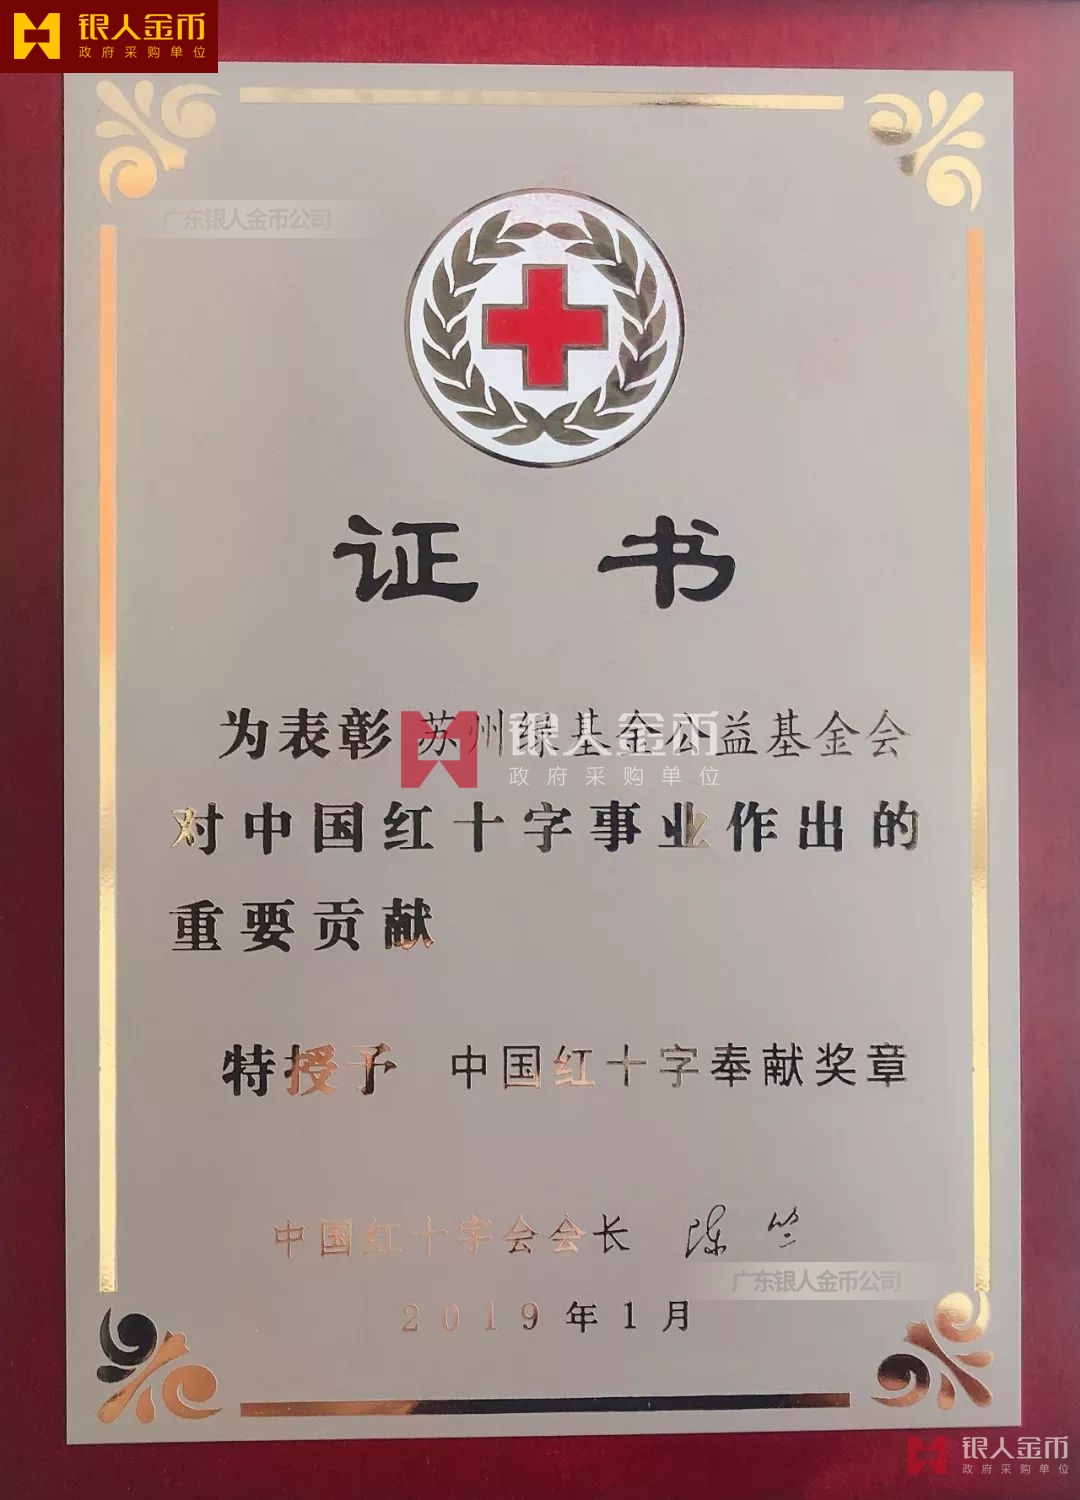 银人金币
政府采购单位
广东银人金币公司
证书
为表彰 苏州绿基金公益基金会
银人金币
政府采购单位
对中国红十字事业作出的
重要贡献
特授予 中国红十字奉献奖章
中国红十字会会长 陈竺
广东银人金币公司
2019年1月
银人金币
政府采购单位